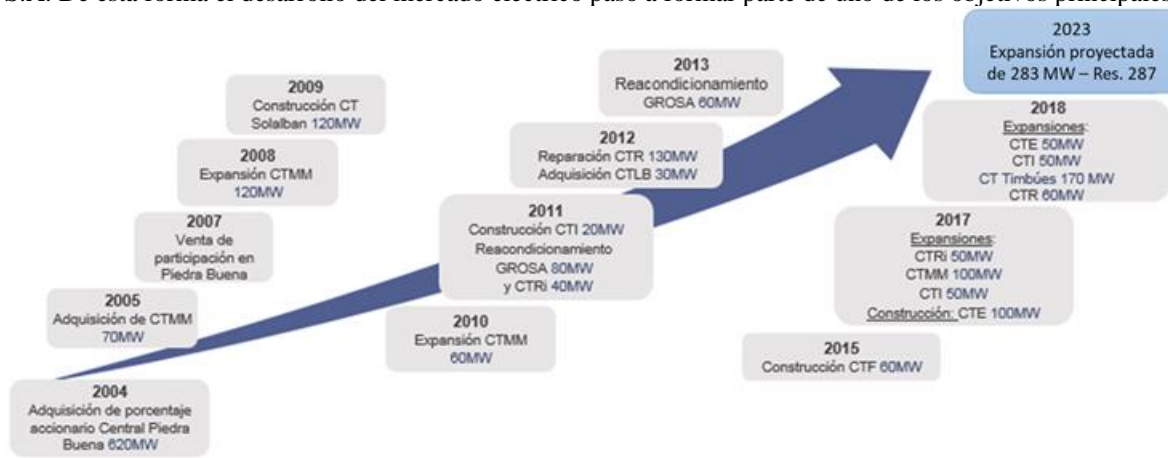 S.A. De esta forma el desarrollo del mercado eléctrico pasó a formar parte de uno de los objetivos principales
2004
Adquisición de porcentaje
accionario Central Piedra
Buena 620MW
2005
Adquisición de CTMM
70MW
2007
Venta de
participación en
Piedra Buena
2008
Expansión CTMM
120MW
2009
Construcción CT
Solalban 120MW
2010
Expansión CTMM
60MW
2011
Construcción CTI 20MW
Reacondicionamiento
GROSA 80MW
y CTRi 40MW
2012
Reparación CTR 130MW
Adquisición CTLB 30MW
2013
Reacondicionamiento
GROSA 60MW
2015
Construcción CTF 60MW
2017
Expansiones:
CTRi 50MW
CTMM 100MW
CTI 50MW
Construcción: CTE 100MW
2018
Expansiones:
CTE 50MW
CTI 50MW
CT Timbúes 170 MW
CTR 60MW
2023
Expansión proyectada
de 283 MW – Res. 287